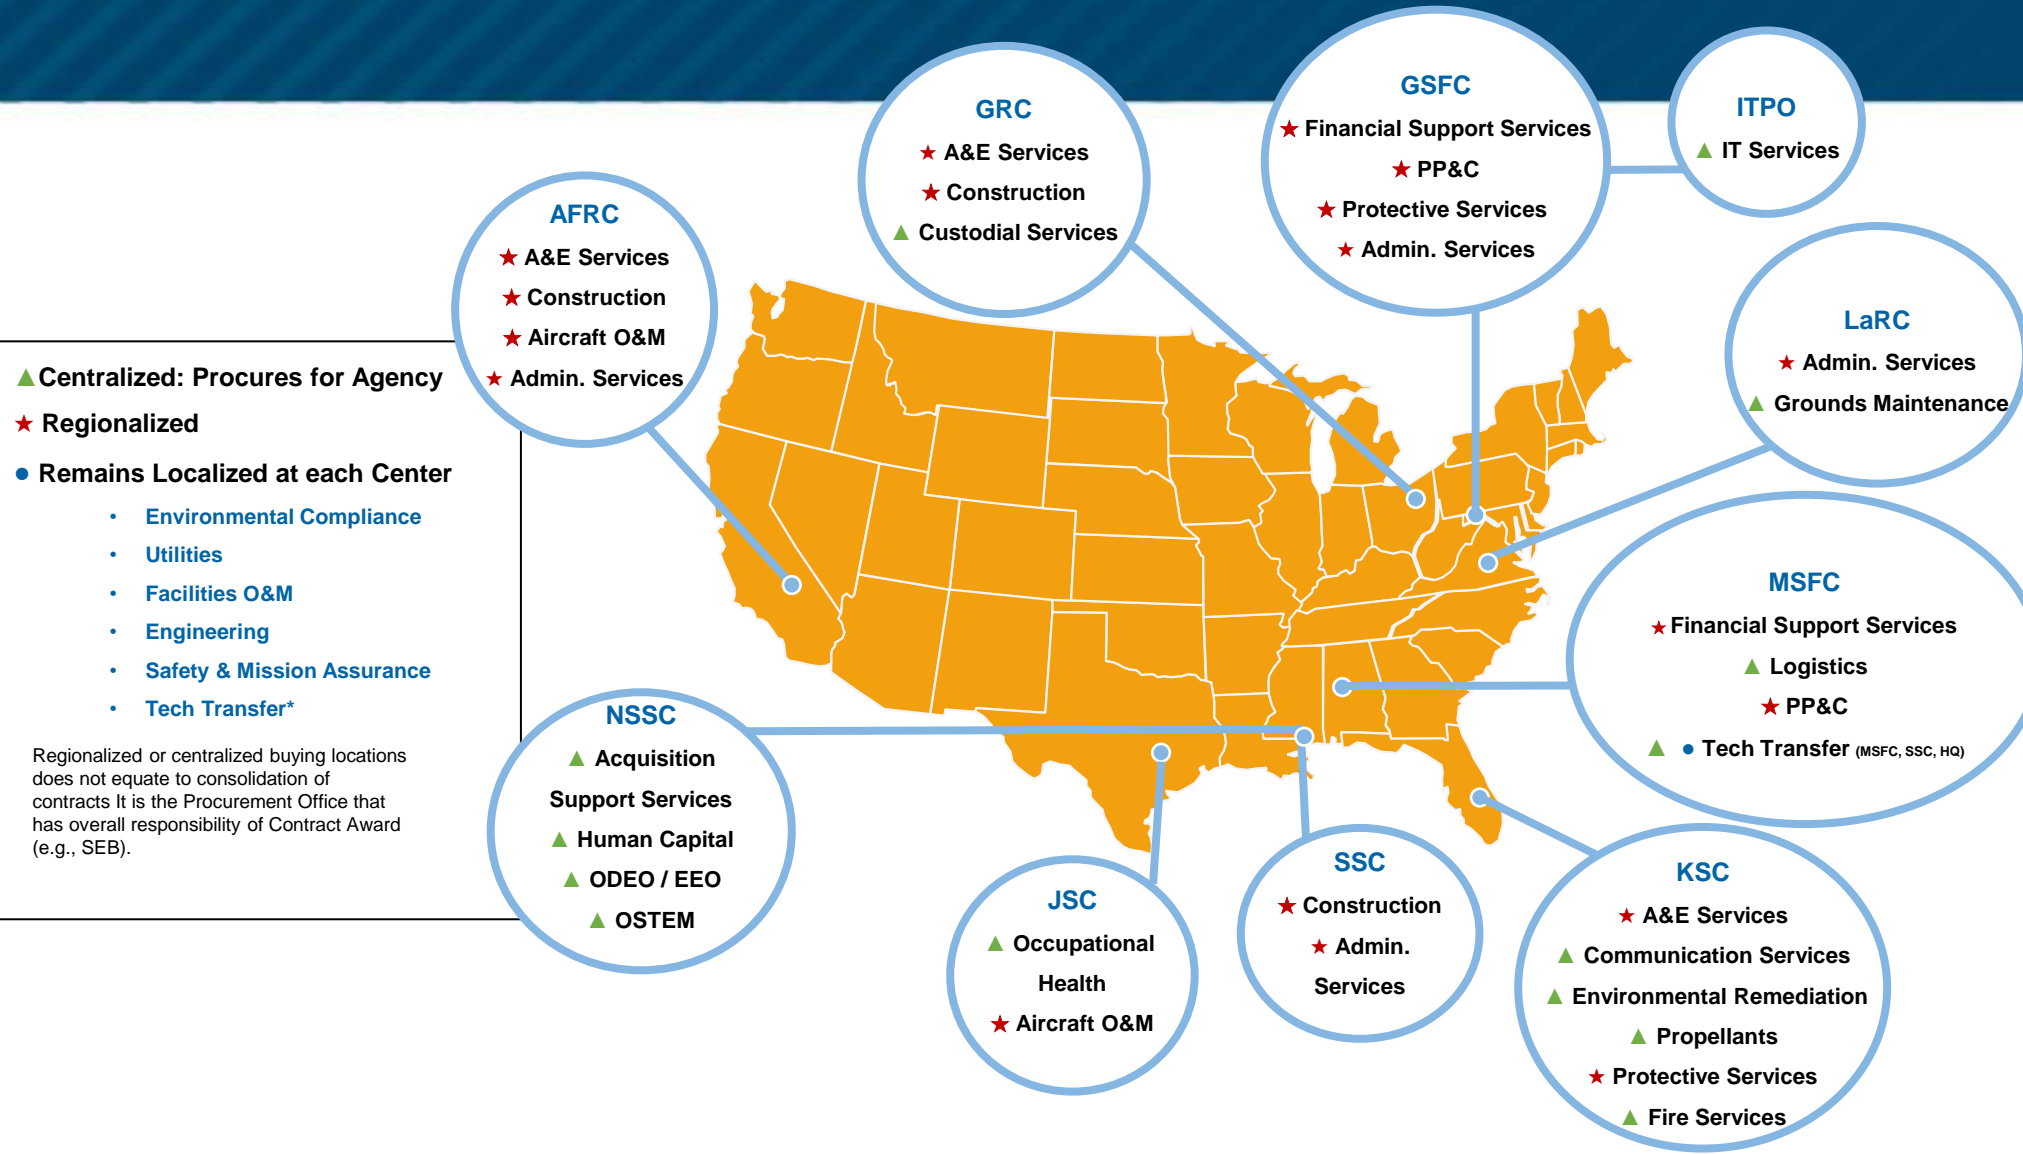 GRC
★ A&E Services
★ Construction
▲ Custodial Services
GSFC
★ Financial Support Services
★ PP&C
★ Protective Services
★ Admin. Services
ITPO
▲ IT Services
AFRC
★ A&E Services
★ Construction
★ Aircraft O&M
★ Admin. Services
LaRC
★ Admin. Services
▲ Grounds Maintenance
▲Centralized: Procures for Agency
★ Regionalized
● Remains Localized at each Center
• Environmental Compliance
• Utilities
• Facilities O&M
• Engineering
• Safety & Mission Assurance
• Tech Transfer*
Regionalized or centralized buying locations
does not equate to consolidation of
contracts It is the Procurement Office that
has overall responsibility of Contract Award
(e.g., SEB).
MSFC
★ Financial Support Services
▲ Logistics
★ PP&C
▲ ● Tech Transfer (MSFC, SSC, HQ)
NSSC
▲ Acquisition
Support Services
▲ Human Capital
▲ ODEO / EEO
▲ OSTEM
JSC
▲ Occupational
Health
★ Aircraft O&M
SSC
★ Construction
★ Admin.
Services
KSC
★ A&E Services
▲ Communication Services
▲ Environmental Remediation
▲ Propellants
★ Protective Services
▲ Fire Services